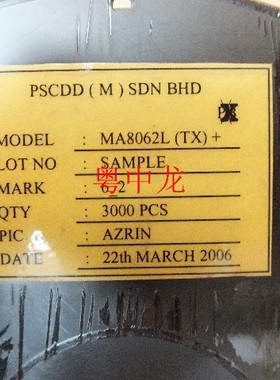 PSCDD ( M ) SDN BHD
MODEL : MA8062L (TX) +
LOT NO : SAMPLE
MARK : 6_2
QTY : 3000 PCS
PIC : AZRIN
DATE : 22th MARCH 2006
粤中龙